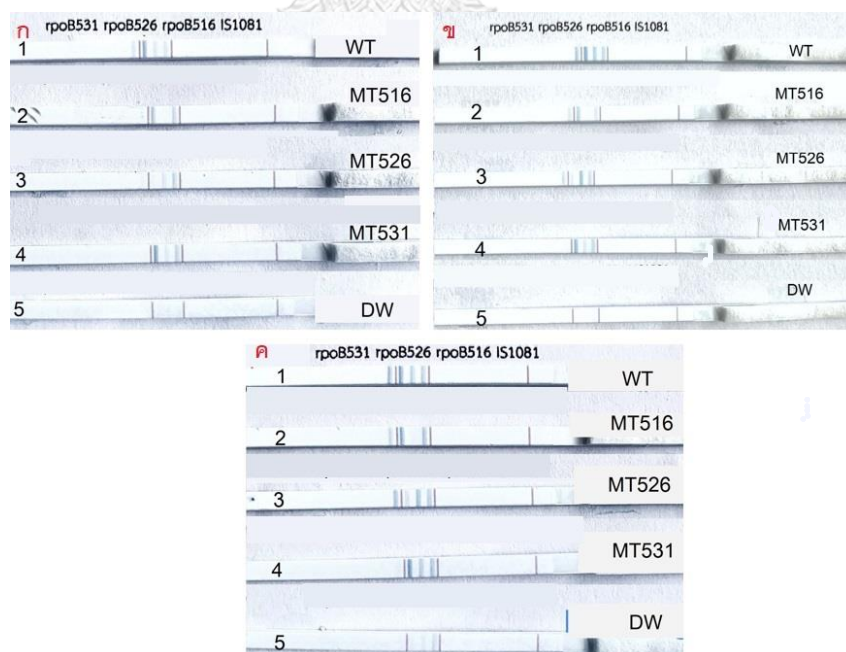 ก rpoB531 rpoB526 rpoB516 IS1081
1 WT
MT516
2
MT526
3
MT531
4
5 DW
ข rpoB531 rpoB526 rpoB516 IS1081
1 WT
MT516
2
MT526
3
MT531
4
DW
5
ค rpoB531 rpoB526 rpoB516 IS1081
1 WT
MT516
2
MT526
3
MT531
4
DW
5
j